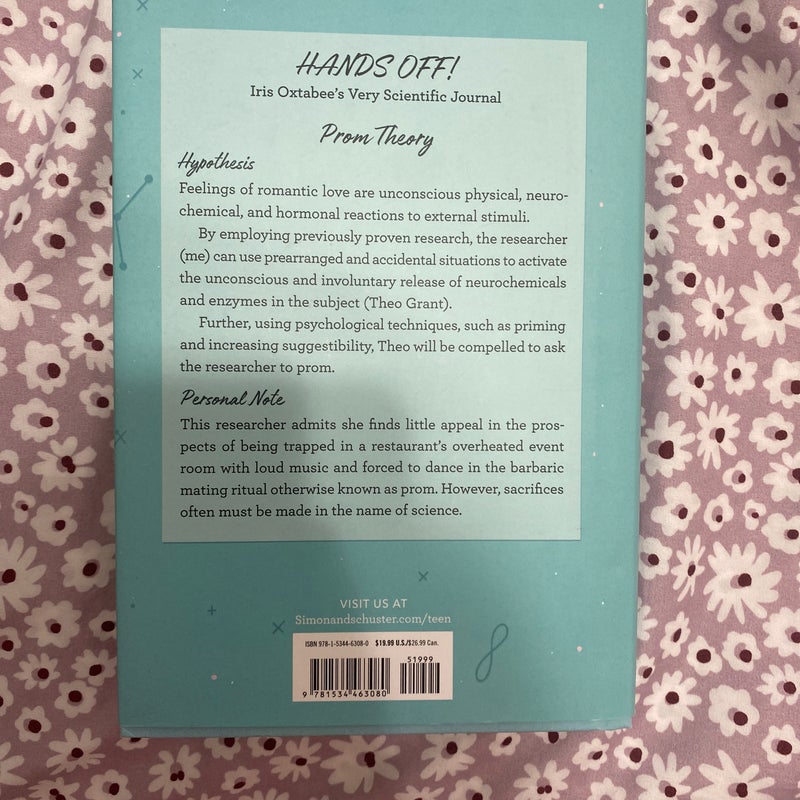 HANDS OFF!
Iris Oxtabee's Very Scientific Journal
Prom Theory
Hypothesis
Feelings of romantic love are unconscious physical, neuro-
chemical, and hormonal reactions to external stimuli.
By employing previously proven research, the researcher
(me) can use prearranged and accidental situations to activate
the unconscious and involuntary release of neurochemicals
and enzymes in the subject (Theo Grant).
Further, using psychological techniques, such as priming
and increasing suggestibility, Theo will be compelled to ask
the researcher to prom.
Personal Note
This researcher admits she finds little appeal in the pros-
pects of being trapped in a restaurant's overheated event
room with loud music and forced to dance in the barbaric
mating ritual otherwise known as prom. However, sacrifices
often must be made in the name of science.
VISIT US AT
Simonandschuster.com/teen
ISBN 978-1-5344-6308-0 $19.99 U.S./$26.99 Can.
51999
9 781534 463080